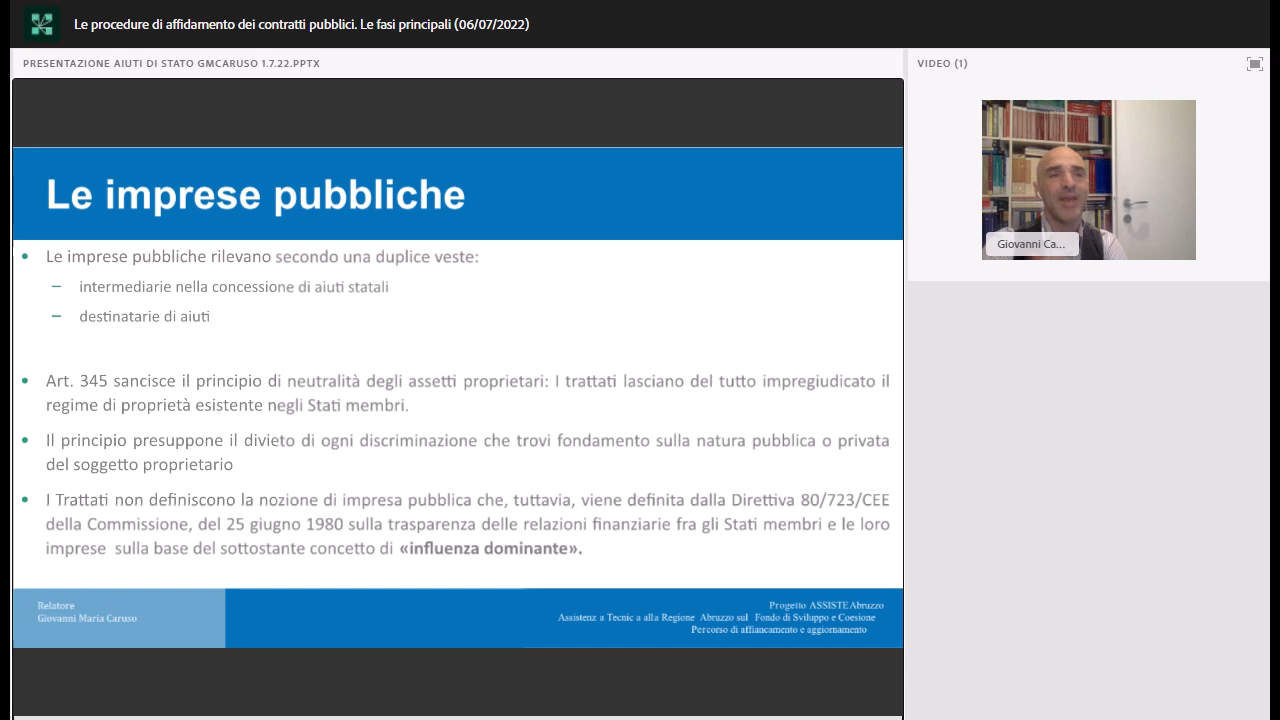 Le procedure di affidamento dei contratti pubblici. Le fasi principali (06/07/2022)
PRESENTAZIONE AIUTI DI STATO GMCARUSO 1.7.22.PPTX
VIDEO (1)
Le imprese pubbliche
• Le imprese pubbliche rilevano secondo una duplice veste:
– intermediarie nella concessione di aiuti statali
– destinatarie di aiuti
• Art. 345 sancisce il principio di neutralità degli assetti proprietari: I trattati lasciano del tutto impregiudicato il
regime di proprietà esistente negli Stati membri.
• Il principio presuppone il divieto di ogni discriminazione che trovi fondamento sulla natura pubblica o privata
del soggetto proprietario
• I Trattati non definiscono la nozione di impresa pubblica che, tuttavia, viene definita dalla Direttiva 80/723/CEE
della Commissione, del 25 giugno 1980 sulla trasparenza delle relazioni finanziarie fra gli Stati membri e le loro
imprese sulla base del sottostante concetto di «influenza dominante».
Relatore
Giovanni Maria Caruso
Progetto ASSISTE Abruzzo
Assistenz a Tecnic a alla Regione Abruzzo sul Fondo di Sviluppo e Coesione
Percorso di affiancamento e aggiornamento
Giovanni Ca...